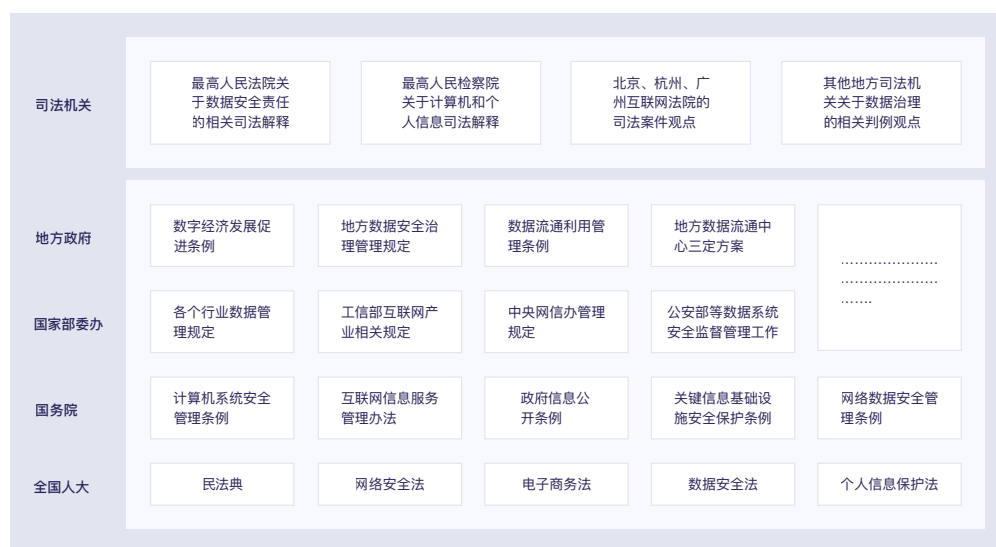 司法机关
最高人民法院关
于数据安全责任
的相关司法解释
最高人民检察院
关于计算机和个
人信息司法解释
北京、杭州、广
州互联网法院的
司法案件观点
其他地方司法机
关关于数据治理
的相关判例观点
地方政府
数字经济发展促
进条例
地方数据安全治
理管理规定
数据流通利用管
理条例
地方数据流通中
心三定方案
…………………
…………………
…….
国家部委办
各个行业数据管
理规定
工信部互联网产
业相关规定
中央网信办管理
规定
公安部等数据系统
安全监督管理工作
国务院
计算机系统安全
管理条例
互联网信息服务
管理办法
政府信息公
开条例
关键信息基础设
施安全保护条例
网络数据安全管
理条例
全国人大
民法典
网络安全法
电子商务法
数据安全法
个人信息保护法